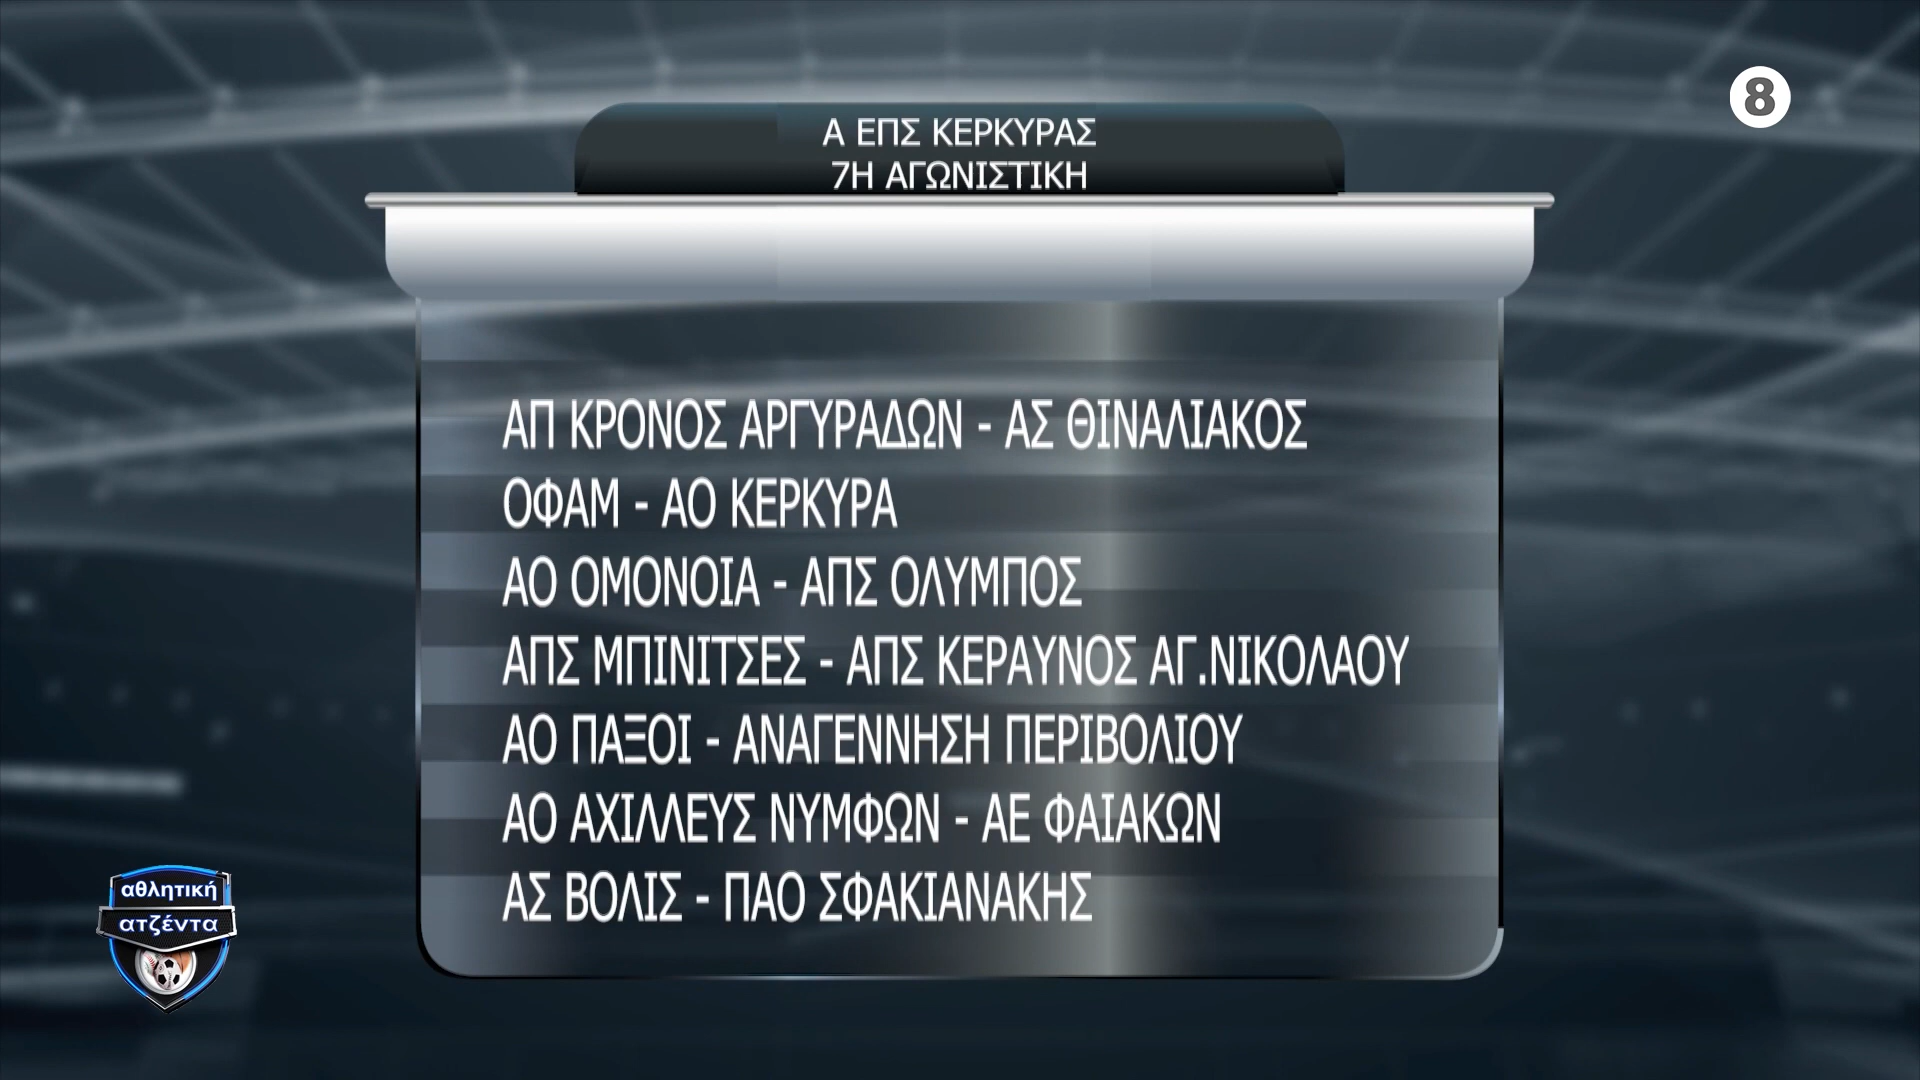 8
Α ΕΠΣ ΚΕΡΚΥΡΑΣ
7Η ΑΓΩΝΙΣΤΙΚΗ
ΑΠ ΚΡΟΝΟΣ ΑΡΓΥΡΑΔΩΝ - ΑΣ ΘΙΝΑΛΙΑΚΟΣ
ΟΦΑΜ - ΑΟ ΚΕΡΚΥΡΑ
ΑΟ ΟΜΟΝΟΙΑ - ΑΠΣ ΟΛΥΜΠΟΣ
ΑΠΣ ΜΠΙΝΙΤΣΕΣ - ΑΠΣ ΚΕΡΑΥΝΟΣ ΑΓ.ΝΙΚΟΛΑΟΥ
ΑΟ ΠΑΞΟΙ - ΑΝΑΓΕΝΝΗΣΗ ΠΕΡΙΒΟΛΙΟΥ
ΑΟ ΑΧΙΛΛΕΥΣ ΝΥΜΦΩΝ - ΑΕ ΦΑΙΑΚΩΝ
ΑΣ ΒΟΛΙΣ - ΠΑΟ ΣΦΑΚΙΑΝΑΚΗΣ
αθλητική
ατζέντα